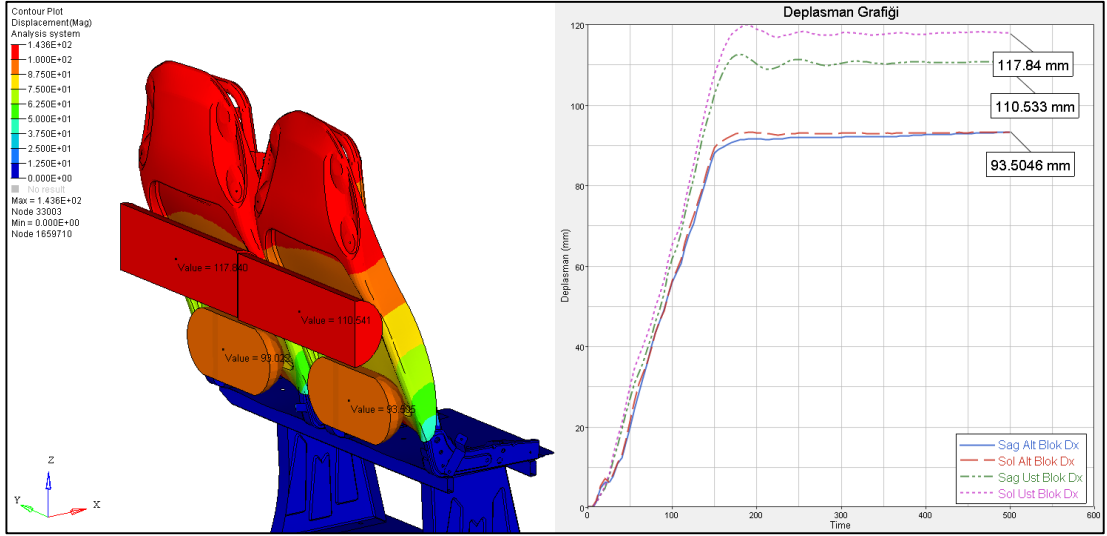 Contour Plot
Displacement(Mag)
Analysis system
1.436E+02
1.000E+02
8.750E+01
7.500E+01
6.250E+01
5.000E+01
3.750E+01
2.500E+01
1.250E+01
0.000E+00
No result
Max = 1.436E+02
Node 33003
Min = 0.000E+00
Node 1659710
Value = 117.840
Value = 110.541
Value = 93.022
Z
Y
X
Deplasman Grafiği
Deplasman (mm)
120
100
80
60
40
20
0
0
100
200
300
400
500
600
Time
117.84 mm
110.533 mm
93.5046 mm
Sag Alt Blok Dx
Sol Alt Blok Dx
Sag Ust Blok Dx
Sol Ust Blok Dx